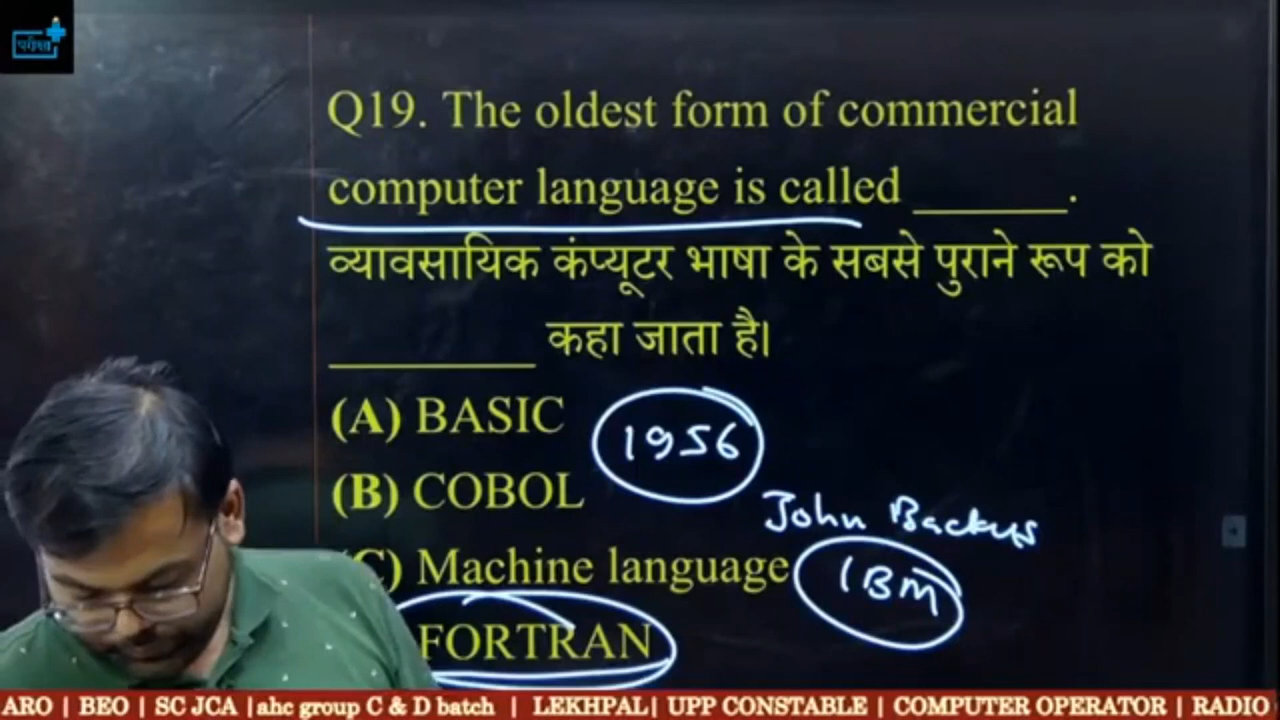 परीक्षा
Q19. The oldest form of commercial
computer language is called ______.
व्यावसायिक कंप्यूटर भाषा के सबसे पुराने रूप को
________ कहा जाता है।
(A) BASIC
1956
(B) COBOL
John Backus
C) Machine language
IBM
FORTRAN
ARO | BEO | SC JCA |ahc group C & D batch | LEKHPAL| UPP CONSTABLE | COMPUTER OPERATOR | RADIO